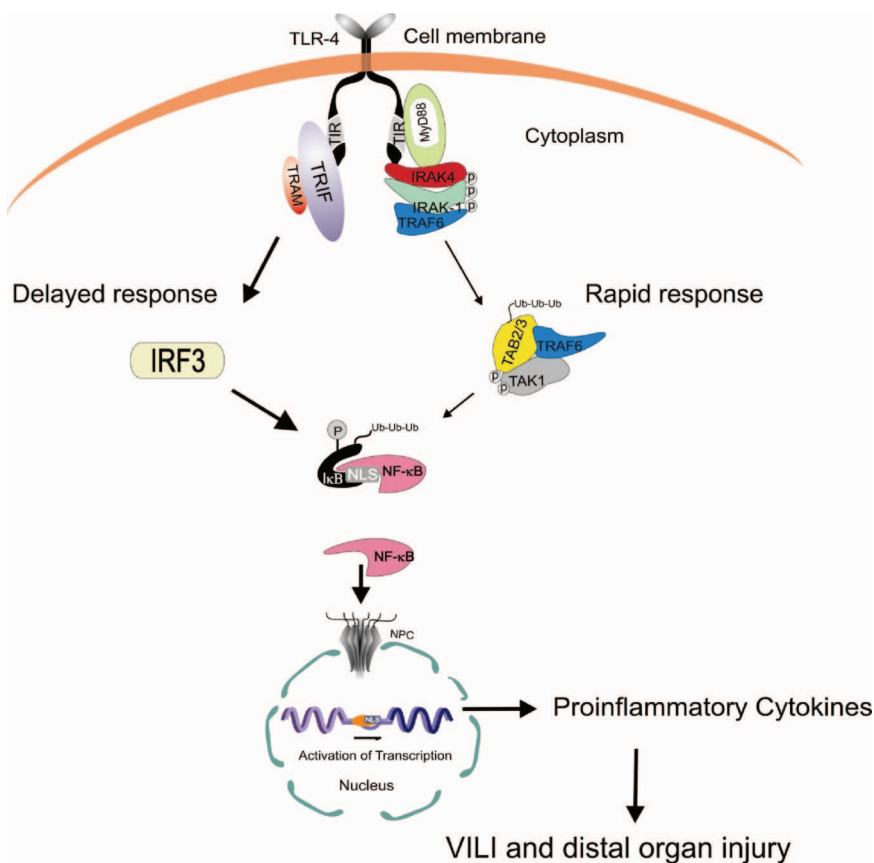 TLR-4
Cell membrane
TIR
TIR
MyD88
Cytoplasm
TRAM
TRIF
IRAK4
P
P
IRAK-1
P
TRAF6
Delayed response
Rapid response
Ub-Ub-Ub
TAB2/3
TRAF6
IRF3
P
P
TAK1
P
Ub-Ub-Ub
IκB
NLS
NF-κB
NF-κB
NPC
NLS
Proinflammatory Cytokines
Activation of Transcription
Nucleus
VILI and distal organ injury